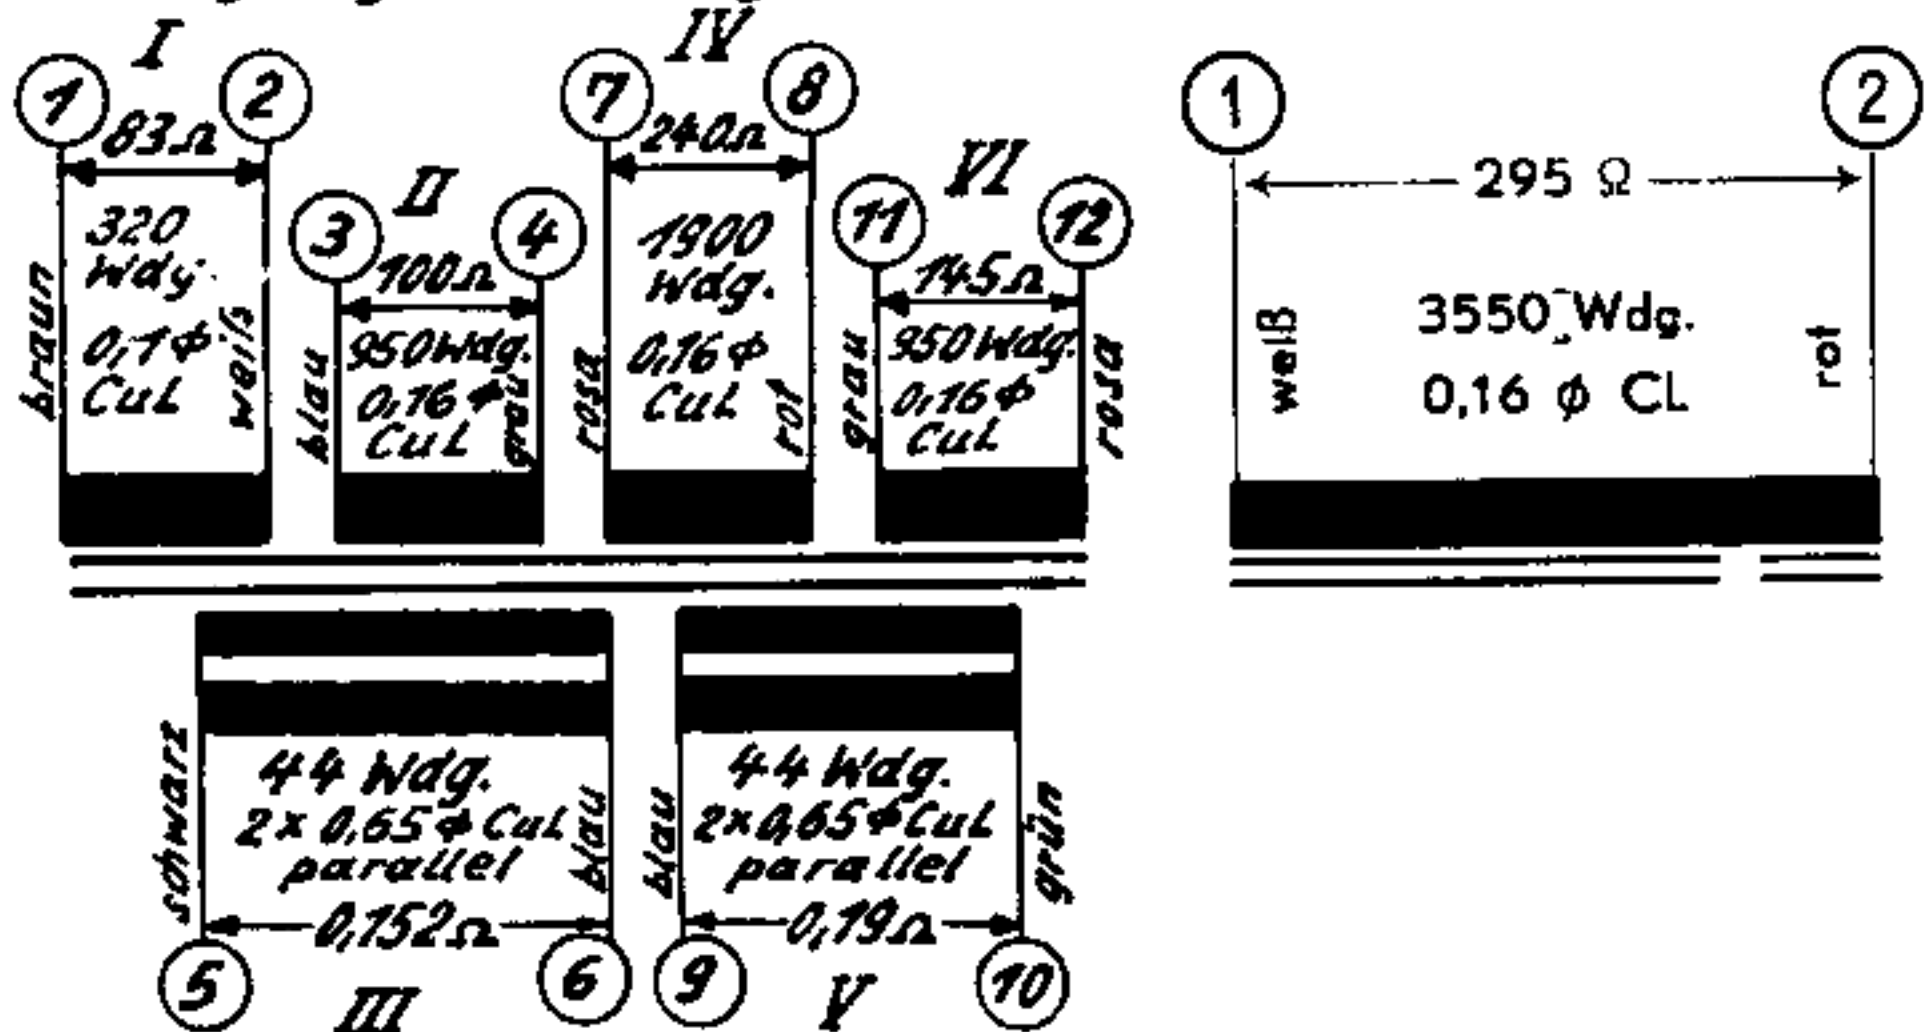 I
1
2
83Ω
320
Wdg.
0,1 ϕ
CuL
braun
weiß
II
3
4
100Ω
950 Wdg.
0,16 ϕ
CuL
blau
grau
IV
7
8
240Ω
1900
Wdg.
0,16 ϕ
CuL
rosa
rot
VI
11
12
145Ω
950 Wdg.
0,16 ϕ
CuL
grau
rosa
1
2
295 Ω
3550 Wdg.
0,16 ϕ CL
weiß
rot
schwarz
44 Wdg.
2 x 0,65 ϕ CuL
parallel
blau
0,152Ω
5
6
III
blau
44 Wdg.
2 x 0,65 ϕ CuL
parallel
grün
0,19Ω
9
10
V